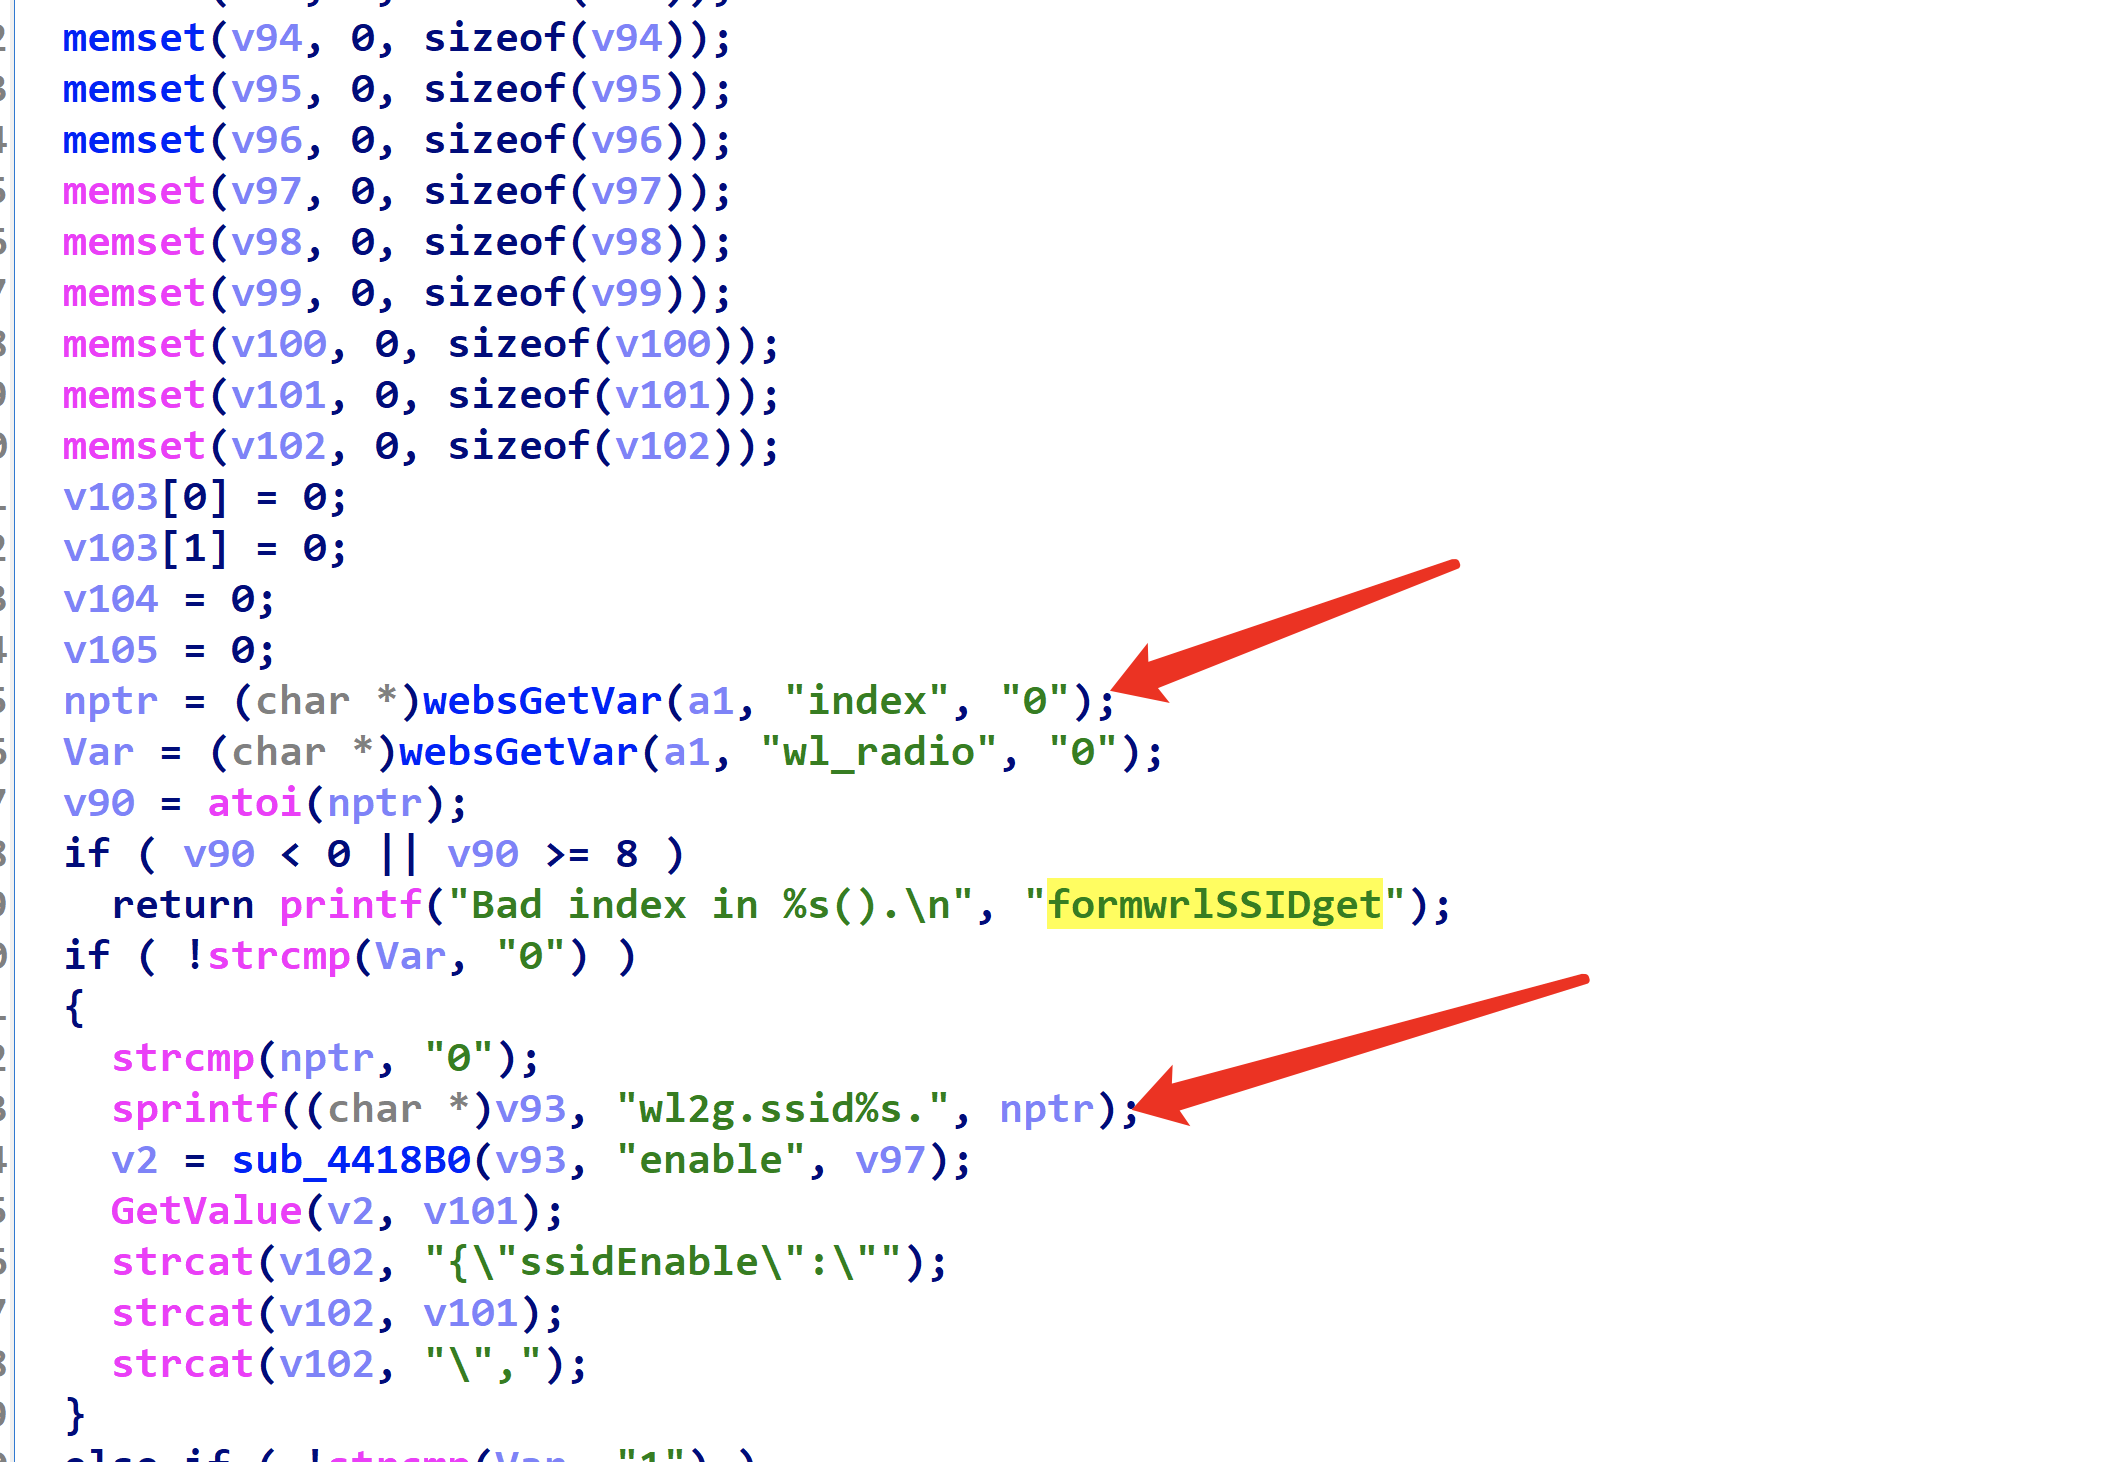 memset(v94, 0, sizeof(v94));
memset(v95, 0, sizeof(v95));
memset(v96, 0, sizeof(v96));
memset(v97, 0, sizeof(v97));
memset(v98, 0, sizeof(v98));
memset(v99, 0, sizeof(v99));
memset(v100, 0, sizeof(v100));
memset(v101, 0, sizeof(v101));
memset(v102, 0, sizeof(v102));
v103[0] = 0;
v103[1] = 0;
v104 = 0;
v105 = 0;
nptr = (char *)websGetVar(a1, "index", "0");
Var = (char *)websGetVar(a1, "wl_radio", "0");
v90 = atoi(nptr);
if ( v90 < 0 || v90 >= 8 )
return printf("Bad index in %s().\n", "formwrlSSIDget");
if ( !strcmp(Var, "0") )
{
strcmp(nptr, "0");
sprintf((char *)v93, "wl2g.ssid%s.", nptr);
v2 = sub_4418B0(v93, "enable", v97);
GetValue(v2, v101);
strcat(v102, "{\"ssidEnable\":\"");
strcat(v102, v101);
strcat(v102, "\",");
}
else if ( !strcmp(Var, "1") )